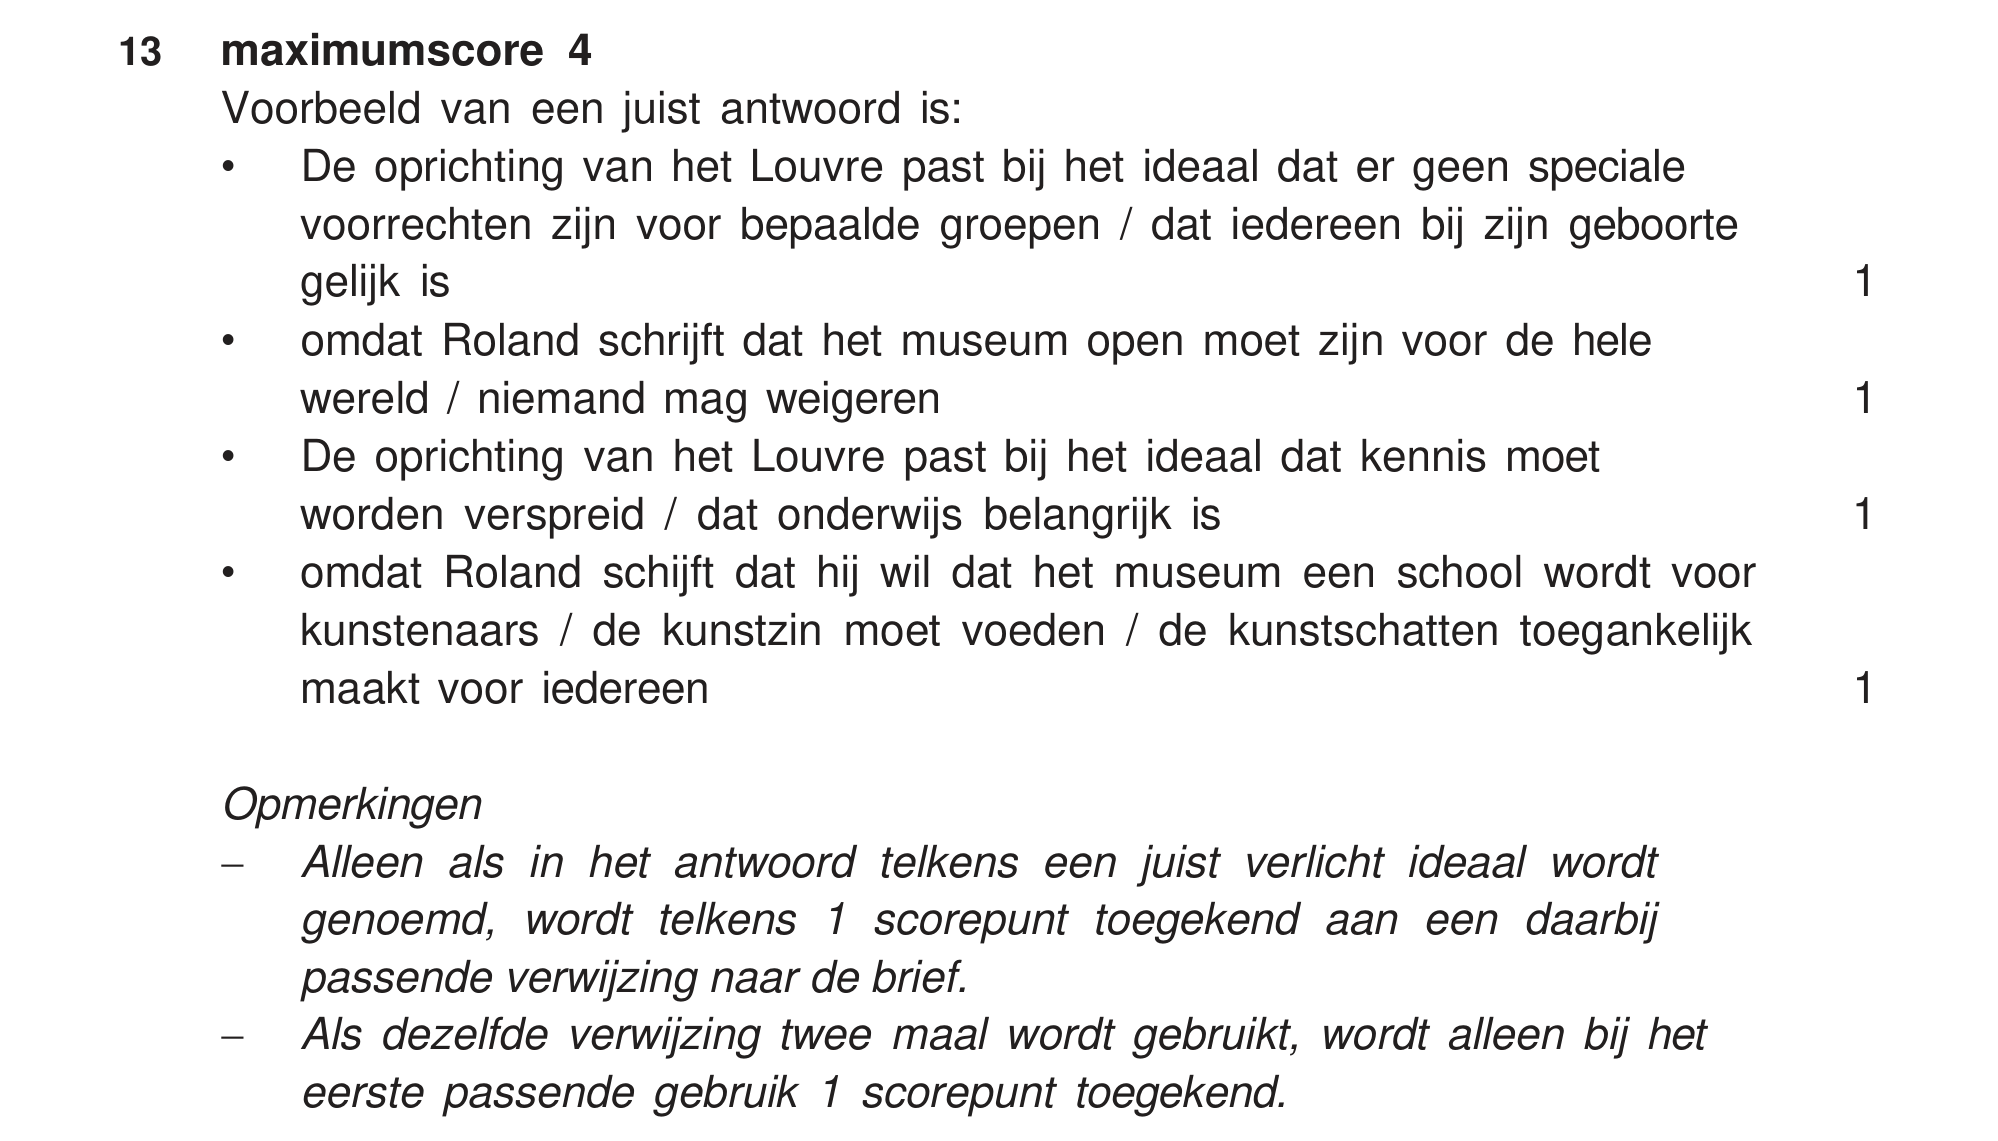 13 maximumscore 4
Voorbeeld van een juist antwoord is:
• De oprichting van het Louvre past bij het ideaal dat er geen speciale
voorrechten zijn voor bepaalde groepen / dat iedereen bij zijn geboorte
gelijk is 1
• omdat Roland schrijft dat het museum open moet zijn voor de hele
wereld / niemand mag weigeren 1
• De oprichting van het Louvre past bij het ideaal dat kennis moet
worden verspreid / dat onderwijs belangrijk is 1
• omdat Roland schijft dat hij wil dat het museum een school wordt voor
kunstenaars / de kunstzin moet voeden / de kunstschatten toegankelijk
maakt voor iedereen 1
Opmerkingen
– Alleen als in het antwoord telkens een juist verlicht ideaal wordt
genoemd, wordt telkens 1 scorepunt toegekend aan een daarbij
passende verwijzing naar de brief.
– Als dezelfde verwijzing twee maal wordt gebruikt, wordt alleen bij het
eerste passende gebruik 1 scorepunt toegekend.